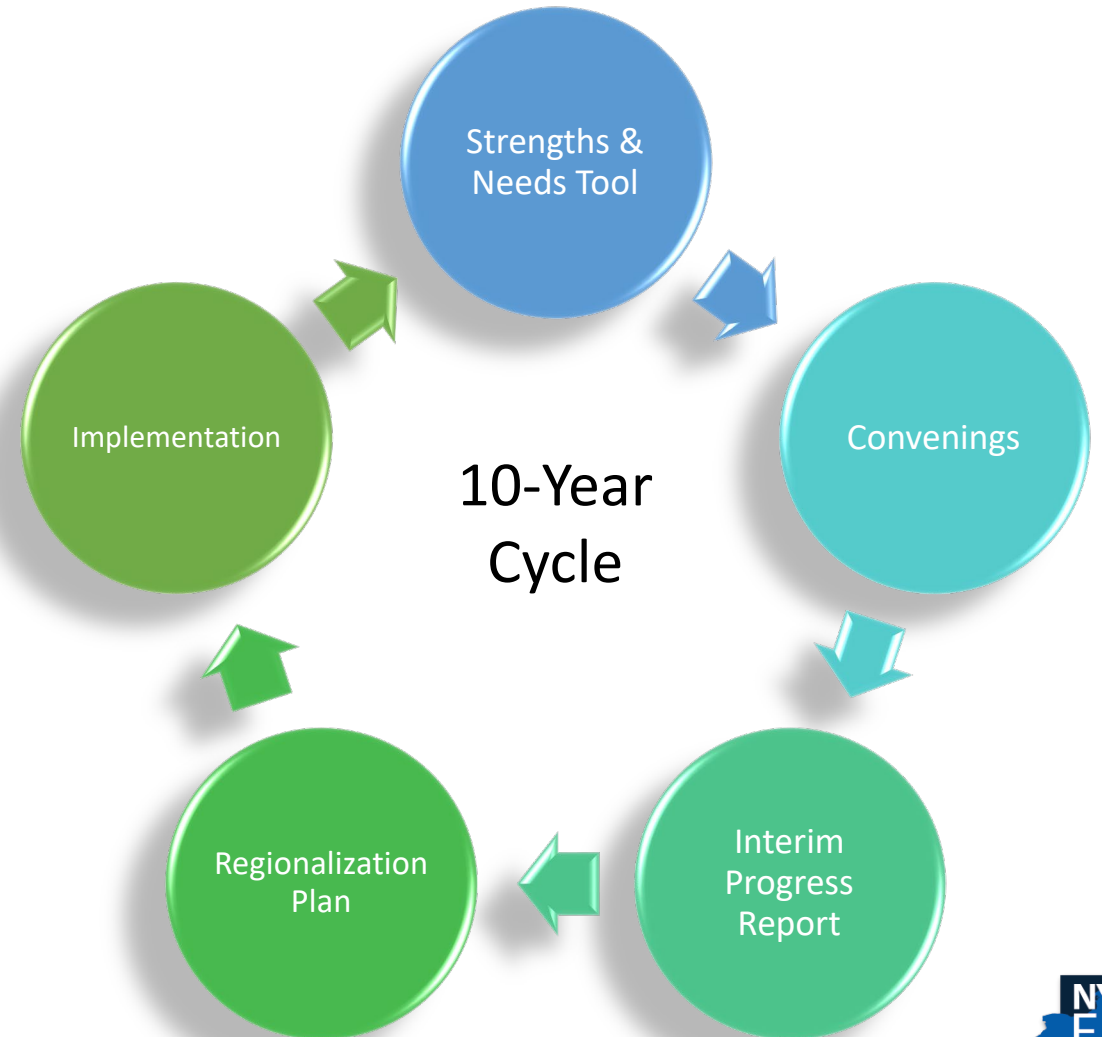 Strengths &
Needs Tool
Convenings
Interim
Progress
Report
Regionalization
Plan
Implementation
10-Year
Cycle